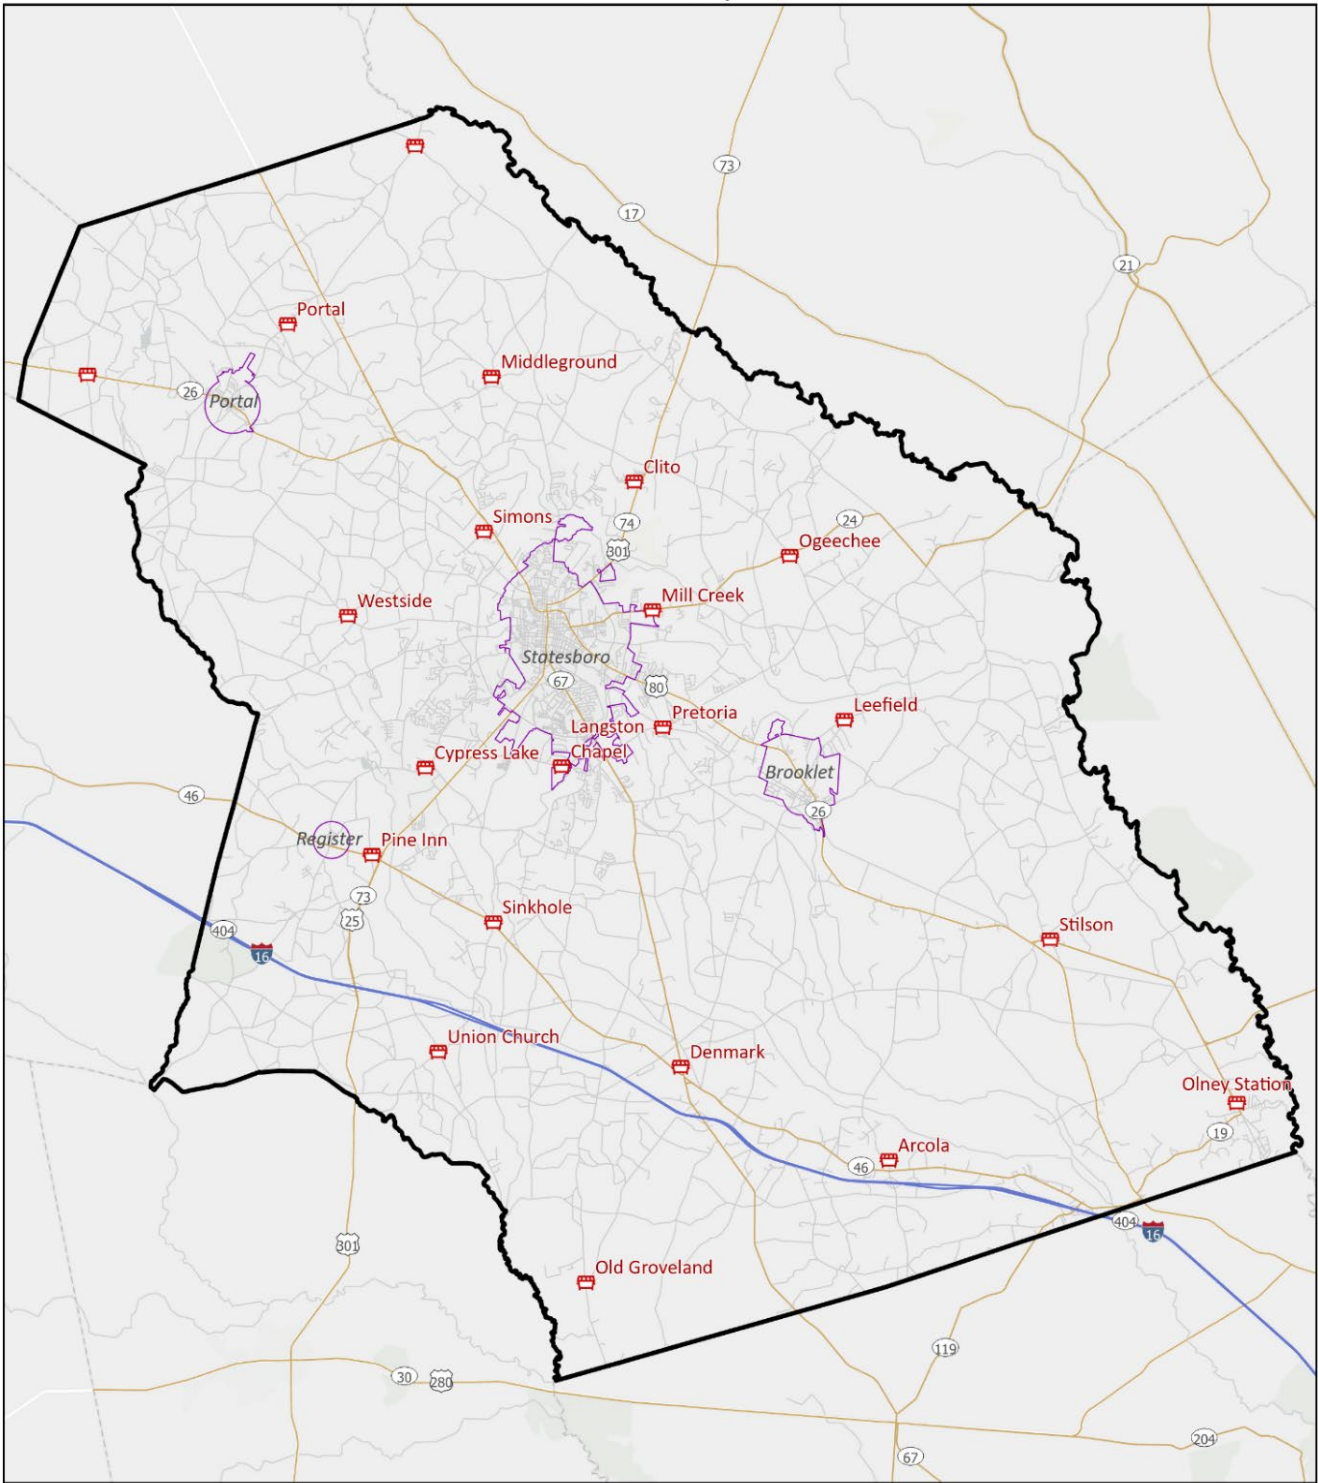 73
17
21
Portal
Middleground
26
Portal
Clito
Simons
74
24
301
Ogeechee
Westside
Mill Creek
Statesboro
67
80
Leefield
Langston
Chapel
Pretoria
Cypress Lake
Brooklet
46
26
Register
Pine Inn
73
25
Sinkhole
404
16
Stilson
Union Church
Denmark
Olney Station
19
Arcola
46
404
16
301
Old Groveland
119
30
280
204
67